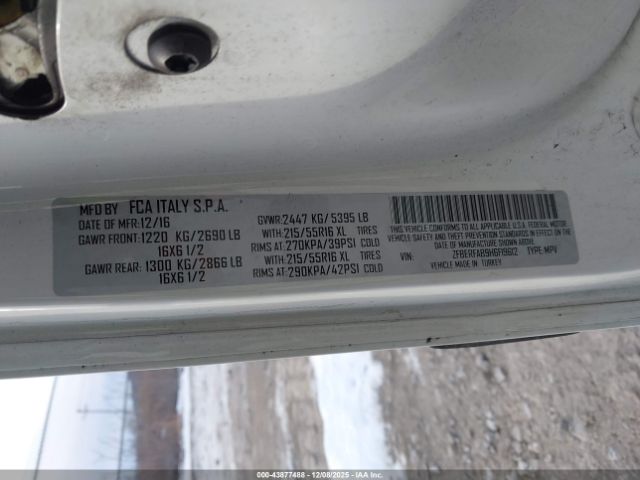 MFD BY FCA ITALY S.P.A.
DATE OF MFR: 12/16
GAWR FRONT: 1220 KG/2690 LB
16X6 1/2
GAWR REAR: 1300 KG/2866 LB
16X6 1/2
GVWR: 2447 KG/ 5395 LB
WITH: 215/55R16 XL TIRES
RIMS AT: 270KPA/39PSI COLD
WITH: 215/55R16 XL TIRES
RIMS AT: 290KPA/42PSI COLD
THIS VEHICLE CONFORMS TO ALL APPLICABLE U.S.A. FEDERAL MOTOR
VEHICLE SAFETY, BUMPER, AND THEFT PREVENTION STANDARDS IN EFFECT
ON THE DATE OF MANUFACTURE SHOWN ABOVE.
VIN: TYPE: MPV
VEHICLE MADE IN:
TURKEY
00-43877488 - 12/08/2025 - IAA, Inc.